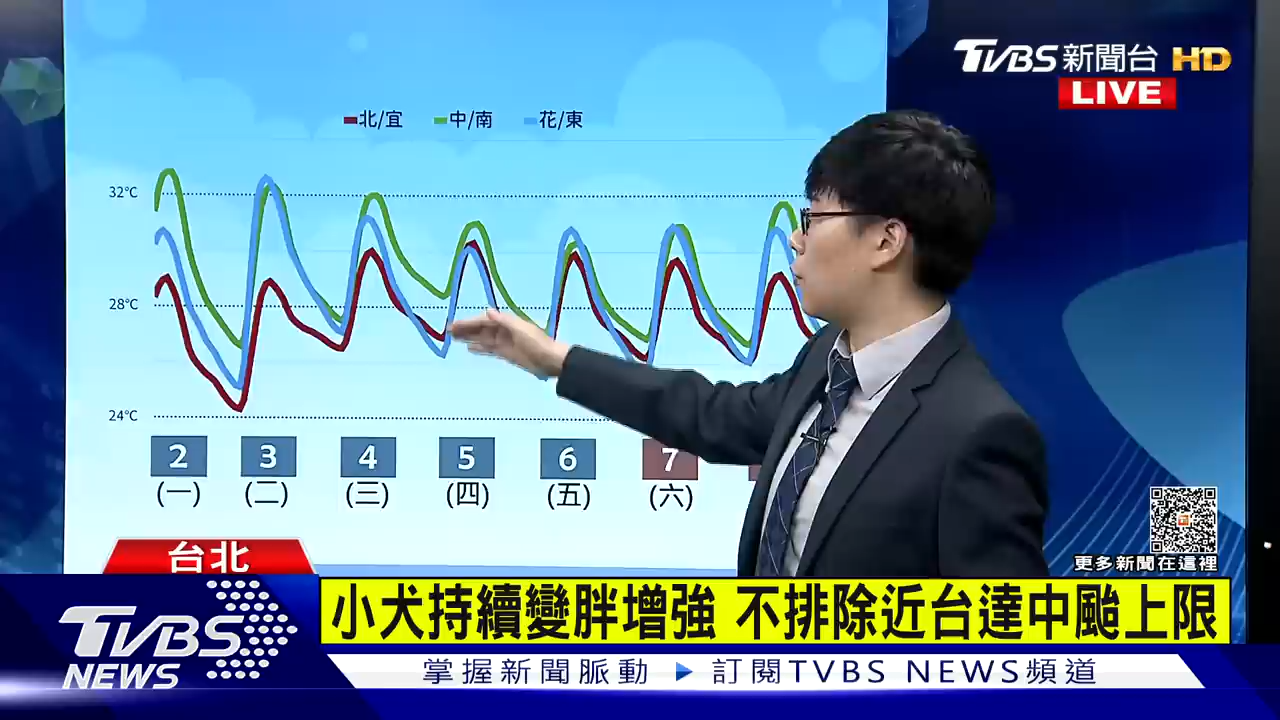 TVBS新聞台 HD
LIVE
北/宜 中/南 花/東
32℃
28℃
24℃
2 3 4 5 6 7
(一) (二) (三) (四) (五) (六)
更多新聞在這裡
台北
小犬持續變胖增強 不排除近台達中颱上限
TVBS NEWS
掌握新聞脈動 訂閱TVBS NEWS頻道